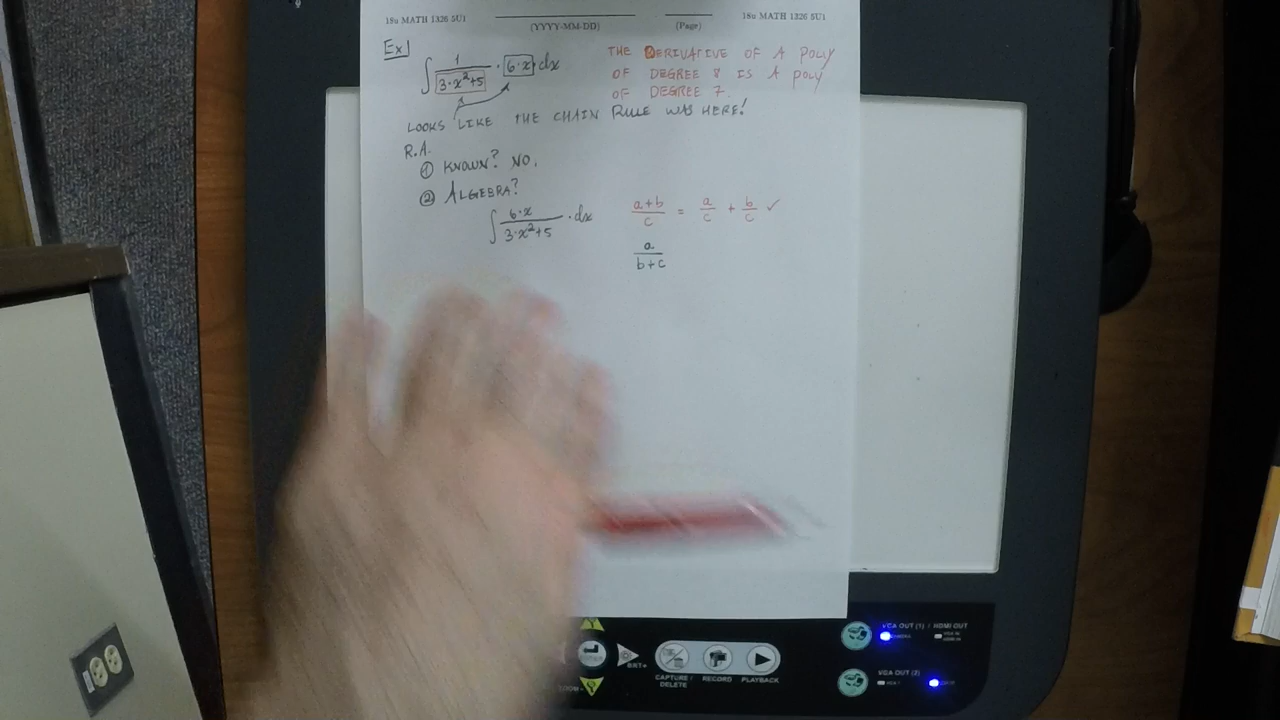 18u MATH 1326 5U1 (YYYY-MM-DD) (Page) 18u MATH 1326 5U1
Ex1
∫ 1/(3·x²+5) · 6·x dx
THE DERIVATIVE OF A POLY
OF DEGREE 8 IS A POLY
OF DEGREE 7.
LOOKS LIKE THE CHAIN RULE WAS HERE!
R.A.
① KNOWN? NO.
② ALGEBRA?
∫ 6·x/(3·x²+5) · dx
(a+b)/c = a/c + b/c ✓
a/(b+c)
VGA OUT (1) / HDMI OUT
BRT+
CAPTURE / DELETE
RECORD
PLAYBACK
VGA OUT (2)